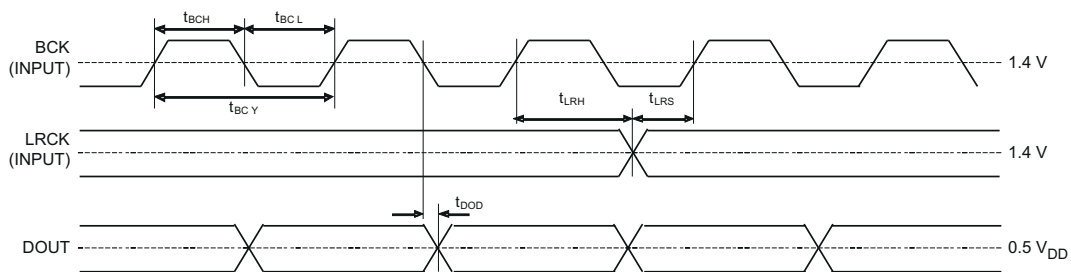 tBCH
tBC L
BCK
(INPUT)
1.4 V
tBC Y
tLRH
tLRS
LRCK
(INPUT)
1.4 V
tDOD
DOUT
0.5 VDD